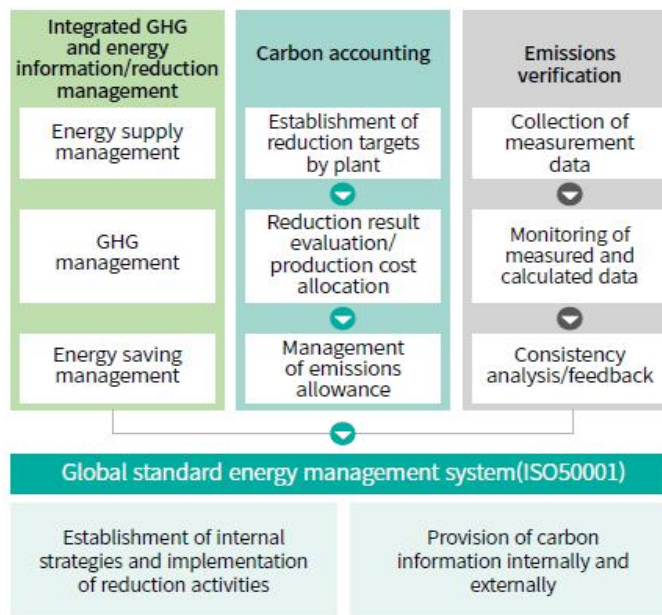 Integrated GHG
and energy
information/reduction
management
Energy supply
management
GHG
management
Energy saving
management
Carbon accounting
Establishment of
reduction targets
by plant
Reduction result
evaluation/
production cost
allocation
Management
of emissions
allowance
Emissions
verification
Collection of
measurement
data
Monitoring of
measured and
calculated data
Consistency
analysis/feedback
Global standard energy management system(ISO50001)
Establishment of internal
strategies and implementation
of reduction activities
Provision of carbon
information internally and
externally